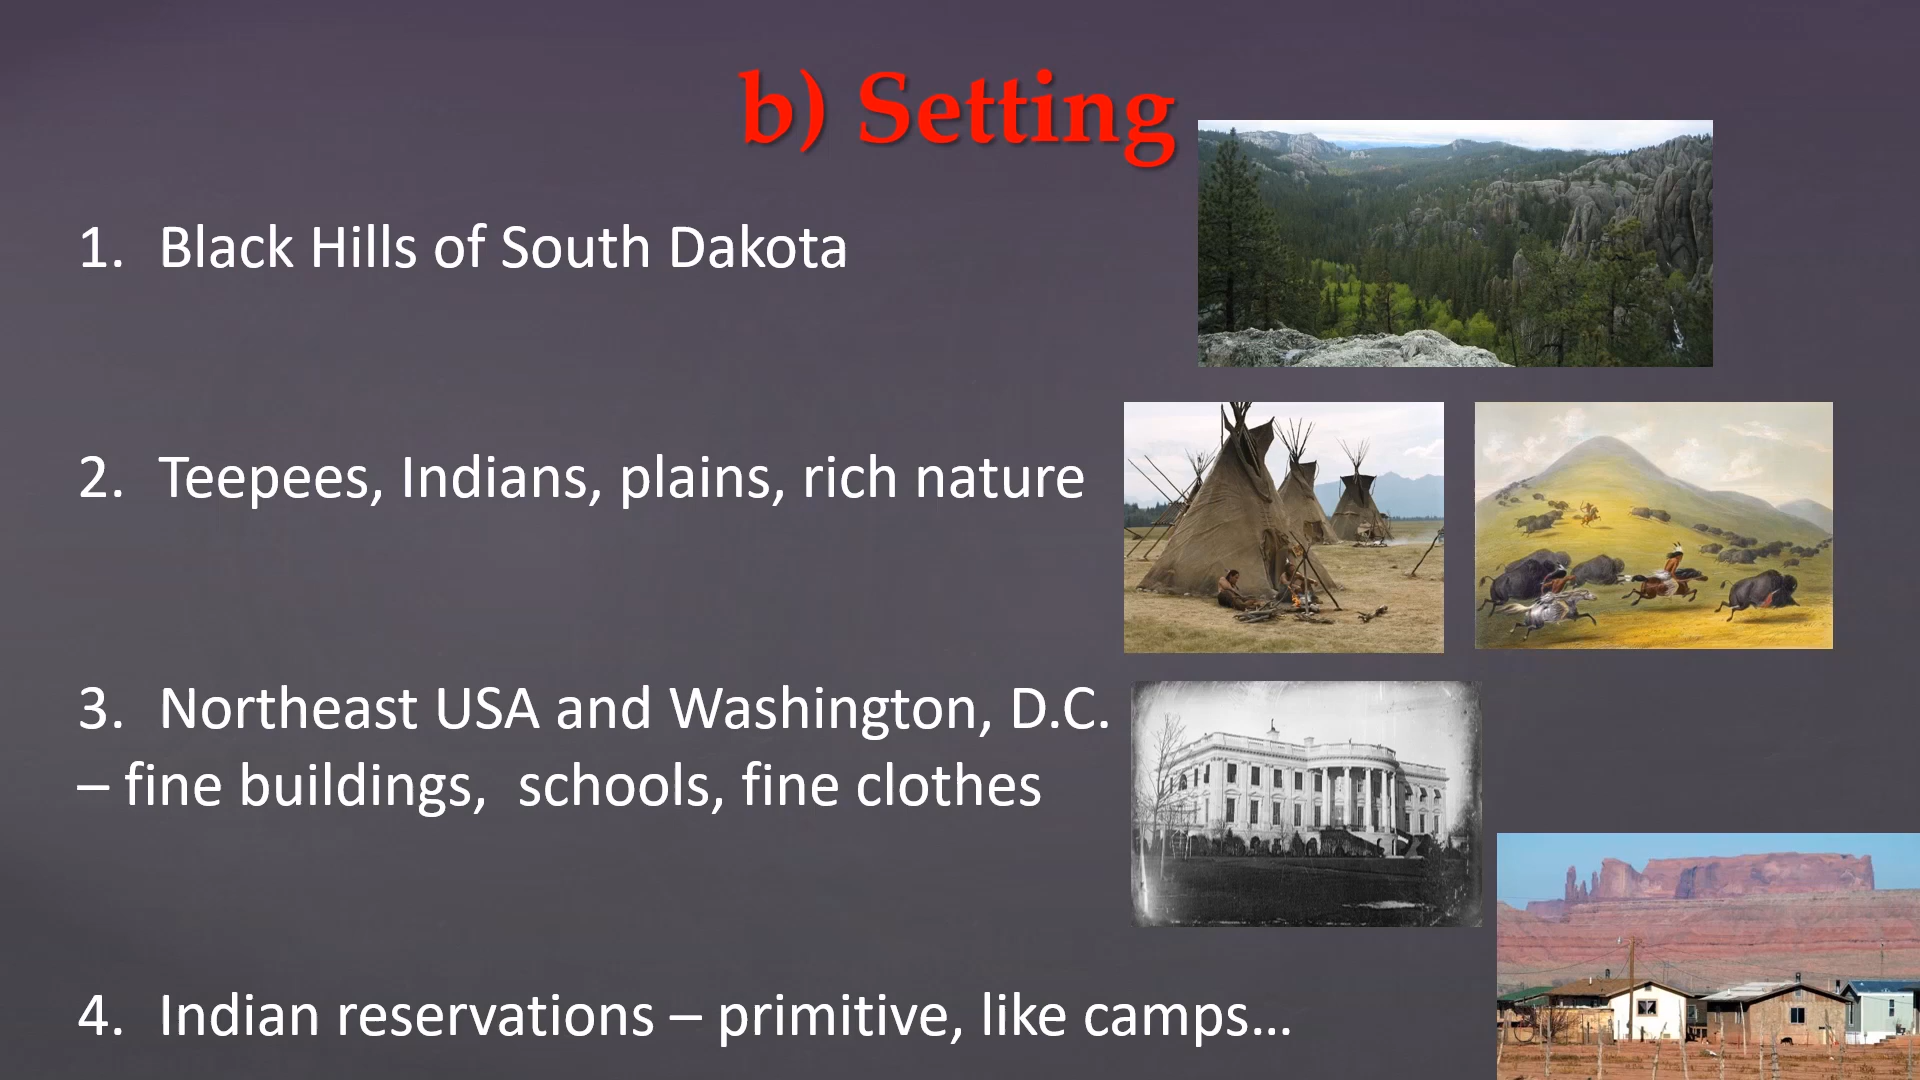 b) Setting
1. Black Hills of South Dakota
2. Teepees, Indians, plains, rich nature
3. Northeast USA and Washington, D.C.
– fine buildings,  schools, fine clothes
4. Indian reservations – primitive, like camps...